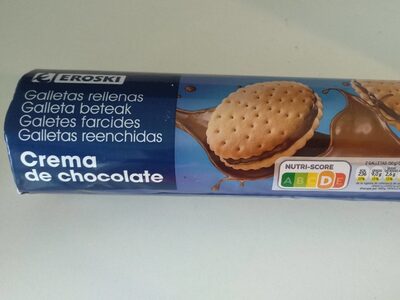 EROSKI
Galletas rellenas
Galleta beteak
Galetes farcides
Galletas reenchidas
Crema
de chocolate
NUTRI-SCORE
A B C D E